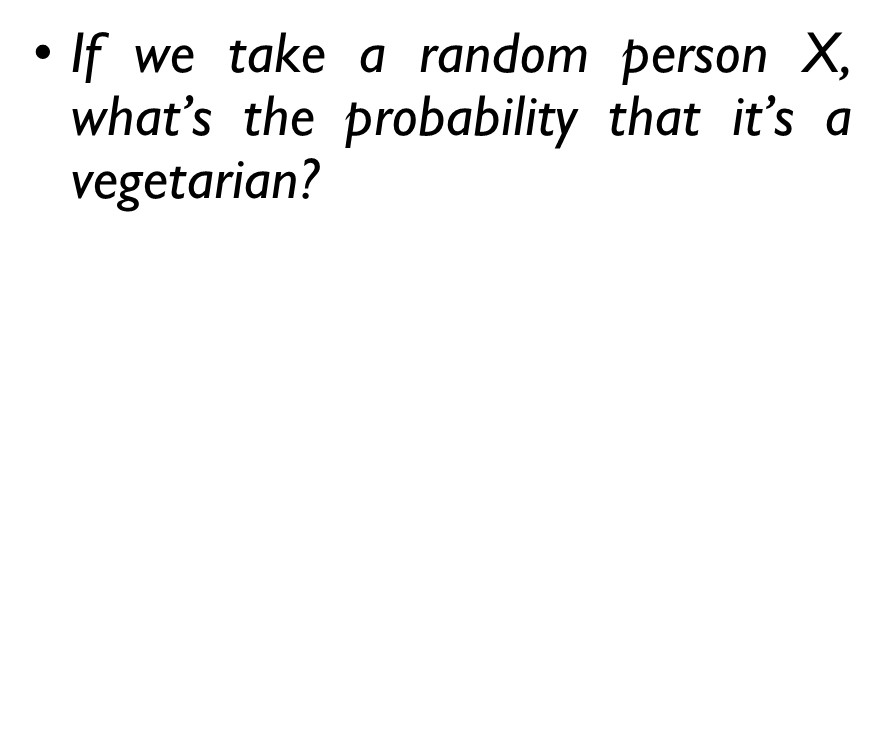 • If we take a random person X,
what’s the probability that it’s a
vegetarian?